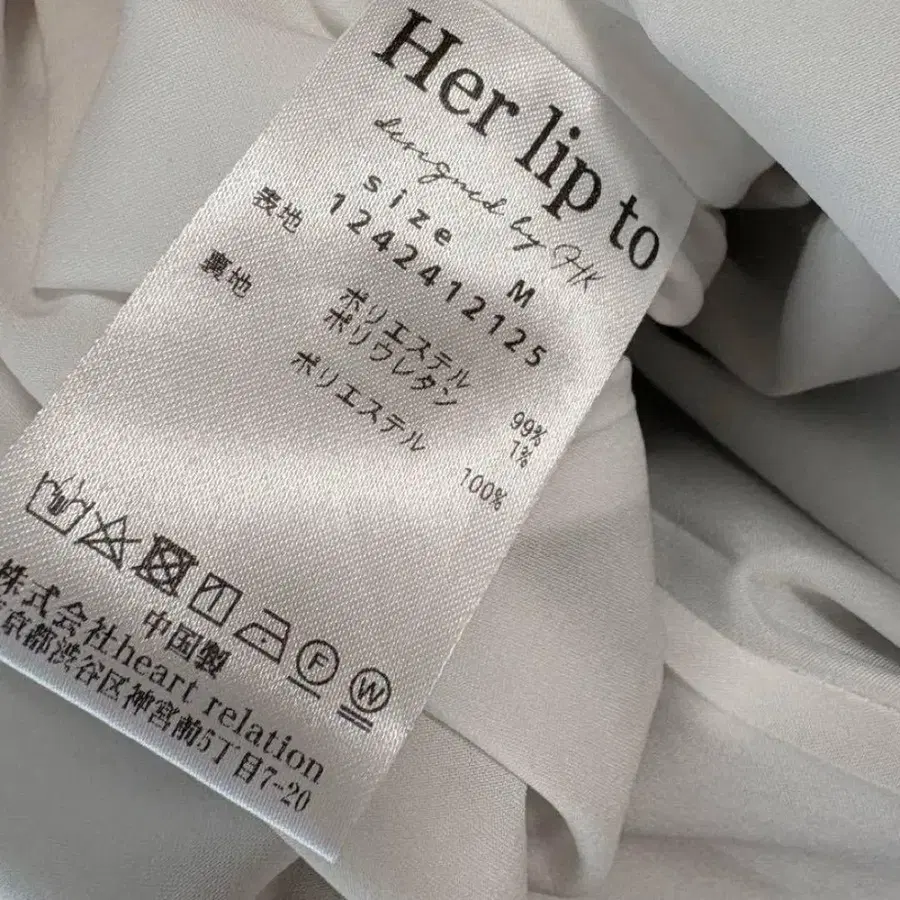 Her lip to
designed by HK
size M
1242412125
表地 ポリエステル 99%
ポリウレタン 1%
裏地 ポリエステル 100%
中国製
株式会社heart relation
京都渋谷区神宮前5丁目7-20